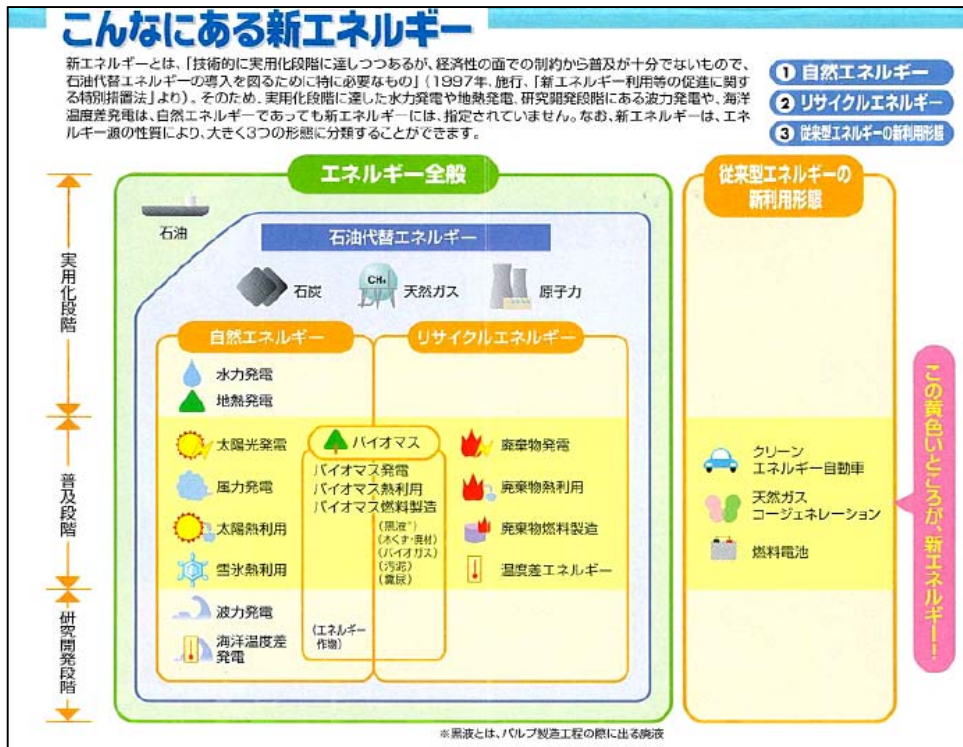 こんなにある新エネルギー
新エネルギーとは、「技術的に実用化段階に達しつつあるが、経済性の面での制約から普及が十分でないもので、
石油代替エネルギーの導入を図るために特に必要なもの」(1997年、施行、「新エネルギー利用等の促進に関す
る特別措置法」より)。そのため、実用化段階に達した水力発電や地熱発電、研究開発段階にある波力発電や、海洋
温度差発電は、自然エネルギーであっても新エネルギーには、指定されていません。なお、新エネルギーは、エネ
ルギー源の性質により、大きく3つの形態に分類することができます。
1 自然エネルギー
2 リサイクルエネルギー
3 従来型エネルギーの新利用形態
エネルギー全般
従来型エネルギーの
新利用形態
石油
石油代替エネルギー
石炭
CH₄
天然ガス
原子力
実用化段階
自然エネルギー
リサイクルエネルギー
水力発電
地熱発電
普及段階
太陽光発電
風力発電
太陽熱利用
雪氷熱利用
バイオマス
バイオマス発電
バイオマス熱利用
バイオマス燃料製造
(黒液※)
(木くず・廃材)
(バイオガス)
(汚泥)
(糞尿)
廃棄物発電
廃棄物熱利用
廃棄物燃料製造
温度差エネルギー
クリーン
エネルギー自動車
天然ガス
コージェネレーション
燃料電池
この黄色いところが、新エネルギー!
研究開発段階
波力発電
海洋温度差
発電
(エネルギー
作物)
※黒液とは、パルプ製造工程の際に出る廃液